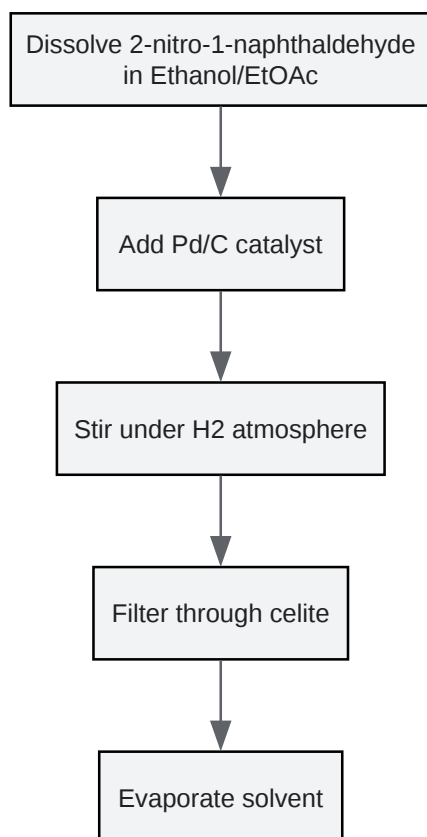 Dissolve 2-nitro-1-naphthaldehyde
in Ethanol/EtOAc
Add Pd/C catalyst
Stir under H2 atmosphere
Filter through celite
Evaporate solvent